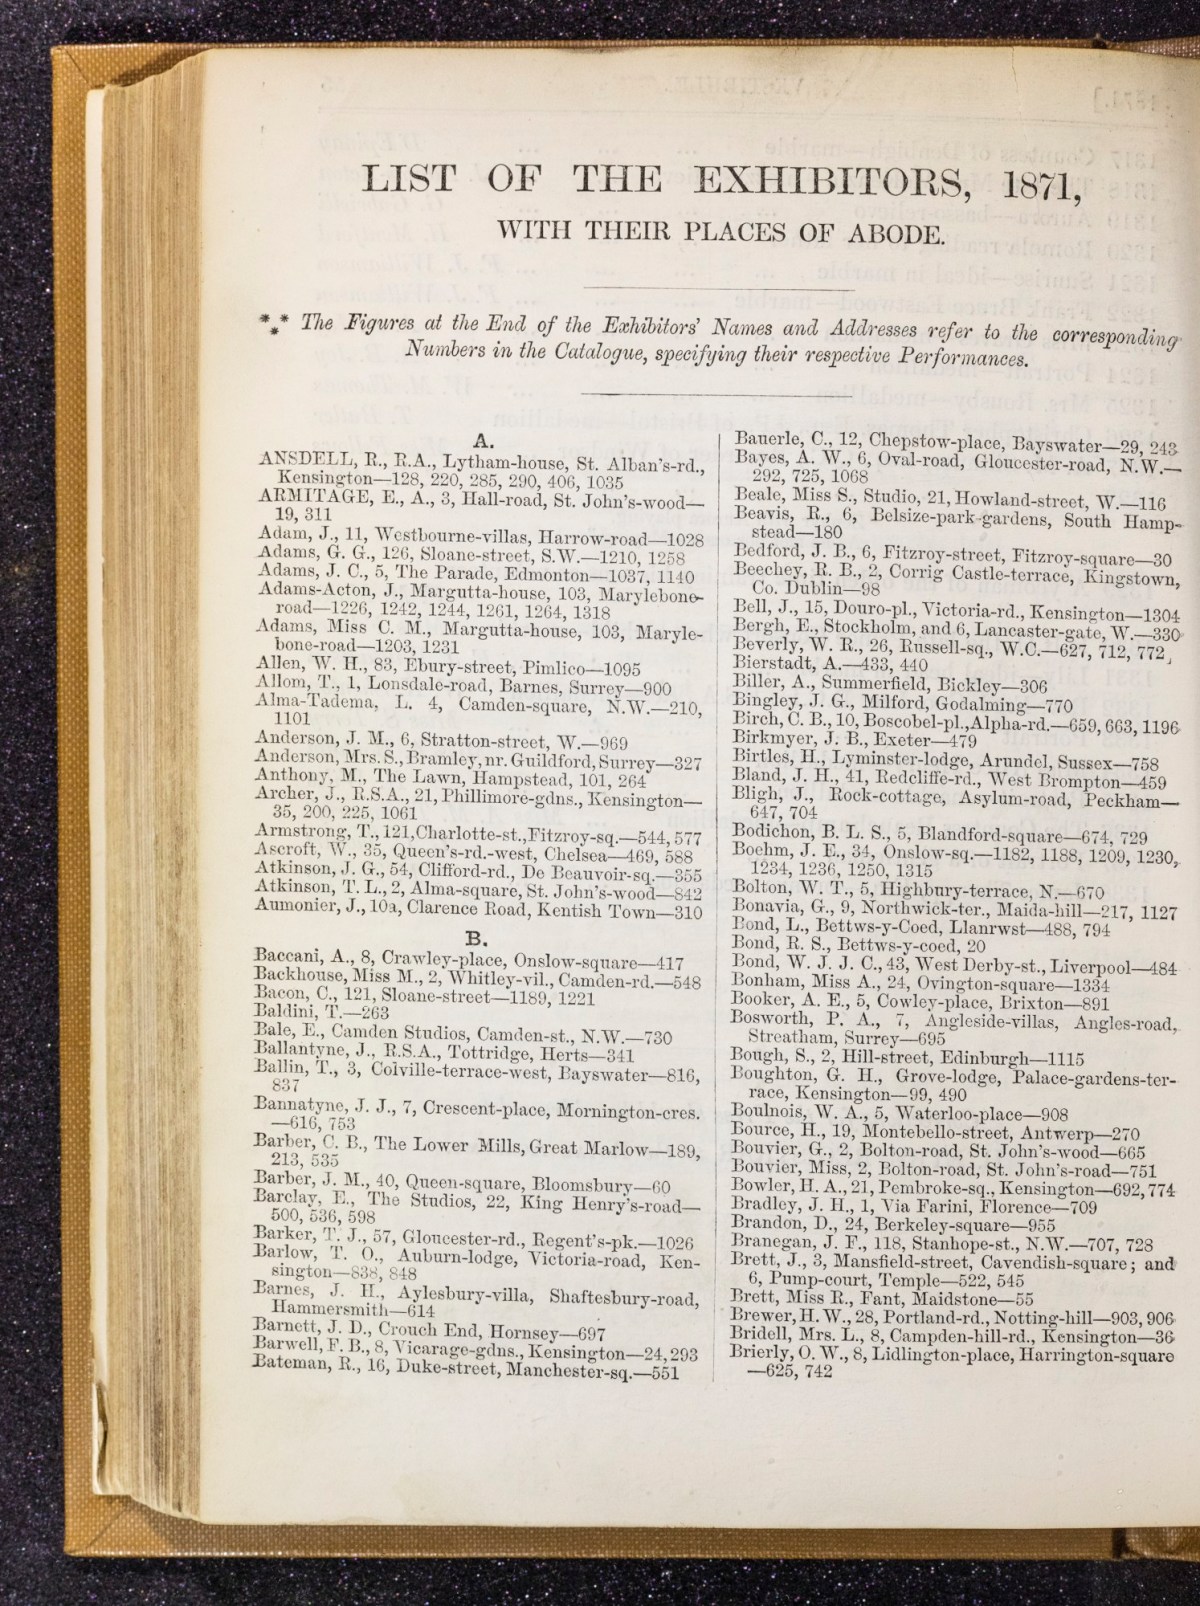 LIST OF THE EXHIBITORS, 1871,
WITH THEIR PLACES OF ABODE.
*** The Figures at the End of the Exhibitors' Names and Addresses refer to the corresponding
Numbers in the Catalogue, specifying their respective Performances.
A.
ANSDELL, R., R.A., Lytham-house, St. Alban's-rd.,
Kensington—128, 220, 285, 290, 406, 1035
ARMITAGE, E., A., 3, Hall-road, St. John's-wood—
19, 311
Adam, J., 11, Westbourne-villas, Harrow-road—1028
Adams, G. G., 126, Sloane-street, S.W.—1210, 1258
Adams, J. C., 5, The Parade, Edmonton—1037, 1140
Adams-Acton, J., Margutta-house, 103, Marylebone-
road—1226, 1242, 1244, 1261, 1264, 1318
Adams, Miss C. M., Margutta-house, 103, Maryle-
bone-road—1203, 1231
Allen, W. H., 83, Ebury-street, Pimlico—1095
Allom, T., 1, Lonsdale-road, Barnes, Surrey—900
Alma-Tadema, L. 4, Camden-square, N.W.—210,
1101
Anderson, J. M., 6, Stratton-street, W.—969
Anderson, Mrs. S., Bramley, nr. Guildford, Surrey—327
Anthony, M., The Lawn, Hampstead, 101, 264
Archer, J., R.S.A., 21, Phillimore-gdns., Kensington—
35, 200, 225, 1061
Armstrong, T., 121, Charlotte-st., Fitzroy-sq.—544, 577
Ascroft, W., 35, Queen's-rd.-west, Chelsea—469, 588
Atkinson, J. G., 54, Clifford-rd., De Beauvoir-sq.—355
Atkinson, T. L., 2, Alma-square, St. John's-wood—842
Aumonier, J., 10a, Clarence Road, Kentish Town—310
B.
Baccani, A., 8, Crawley-place, Onslow-square—417
Backhouse, Miss M., 2, Whitley-vil., Camden-rd.—548
Bacon, C., 121, Sloane-street—1189, 1221
Baldini, T.—263
Bale, E., Camden Studios, Camden-st., N.W.—730
Ballantyne, J., R.S.A., Tottridge, Herts—341
Ballin, T., 3, Colville-terrace-west, Bayswater—816,
837
Bannatyne, J. J., 7, Crescent-place, Mornington-cres.
—616, 753
Barber, C. B., The Lower Mills, Great Marlow—189,
213, 535
Barber, J. M., 40, Queen-square, Bloomsbury—60
Barclay, E., The Studios, 22, King Henry's-road—
500, 536, 598
Barker, T. J., 57, Gloucester-rd., Regent's-pk.—1026
Barlow, T. O., Auburn-lodge, Victoria-road, Ken-
sington—838, 848
Barnes, J. H., Aylesbury-villa, Shaftesbury-road,
Hammersmith—614
Barnett, J. D., Crouch End, Hornsey—697
Barwell, F. B., 8, Vicarage-gdns., Kensington—24, 293
Bateman, R., 16, Duke-street, Manchester-sq.—551
Bauerle, C., 12, Chepstow-place, Bayswater—29, 243
Bayes, A. W., 6, Oval-road, Gloucester-road, N.W.—
292, 725, 1068
Beale, Miss S., Studio, 21, Howland-street, W.—116
Beavis, R., 6, Belsize-park-gardens, South Hamp-
stead—180
Bedford, J. B., 6, Fitzroy-street, Fitzroy-square—30
Beechey, R. B., 2, Corrig Castle-terrace, Kingstown,
Co. Dublin—98
Bell, J., 15, Douro-pl., Victoria-rd., Kensington—1304
Bergh, E., Stockholm, and 6, Lancaster-gate, W.—330
Beverly, W. R., 26, Russell-sq., W.C.—627, 712, 772,
Bierstadt, A.—433, 440
Biller, A., Summerfield, Bickley—306
Bingley, J. G., Milford, Godalming—770
Birch, C. B., 10, Boscobel-pl., Alpha-rd.—659, 663, 1196
Birkmyer, J. B., Exeter—479
Birtles, H., Lyminster-lodge, Arundel, Sussex—758
Bland, J. H., 41, Redcliffe-rd., West Brompton—459
Bligh, J., Rock-cottage, Asylum-road, Peckham—
647, 704
Bodichon, B. L. S., 5, Blandford-square—674, 729
Boehm, J. E., 34, Onslow-sq.—1182, 1188, 1209, 1230,
1234, 1236, 1250, 1315
Bolton, W. T., 5, Highbury-terrace, N.—670
Bonavia, G., 9, Northwick-ter., Maida-hill—217, 1127
Bond, L., Bettws-y-Coed, Llanrwst—488, 794
Bond, R. S., Bettws-y-coed, 20
Bond, W. J. J. C., 43, West Derby-st., Liverpool—484
Bonham, Miss A., 24, Ovington-square—1334
Booker, A. E., 5, Cowley-place, Brixton—891
Bosworth, P. A., 7, Angleside-villas, Angles-road,
Streatham, Surrey—695
Bough, S., 2, Hill-street, Edinburgh—1115
Boughton, G. H., Grove-lodge, Palace-gardens-ter-
race, Kensington—99, 490
Boulnois, W. A., 5, Waterloo-place—908
Bource, H., 19, Montebello-street, Antwerp—270
Bouvier, G., 2, Bolton-road, St. John's-wood—665
Bouvier, Miss, 2, Bolton-road, St. John's-road—751
Bowler, H. A., 21, Pembroke-sq., Kensington—692, 774
Bradley, J. H., 1, Via Farini, Florence—709
Brandon, D., 24, Berkeley-square—955
Branegan, J. F., 118, Stanhope-st., N.W.—707, 728
Brett, J., 3, Mansfield-street, Cavendish-square; and
6, Pump-court, Temple—522, 545
Brett, Miss R., Fant, Maidstone—55
Brewer, H. W., 28, Portland-rd., Notting-hill—903, 906
Bridell, Mrs. L., 8, Campden-hill-rd., Kensington—36
Brierly, O. W., 8, Lidlington-place, Harrington-square
—625, 742